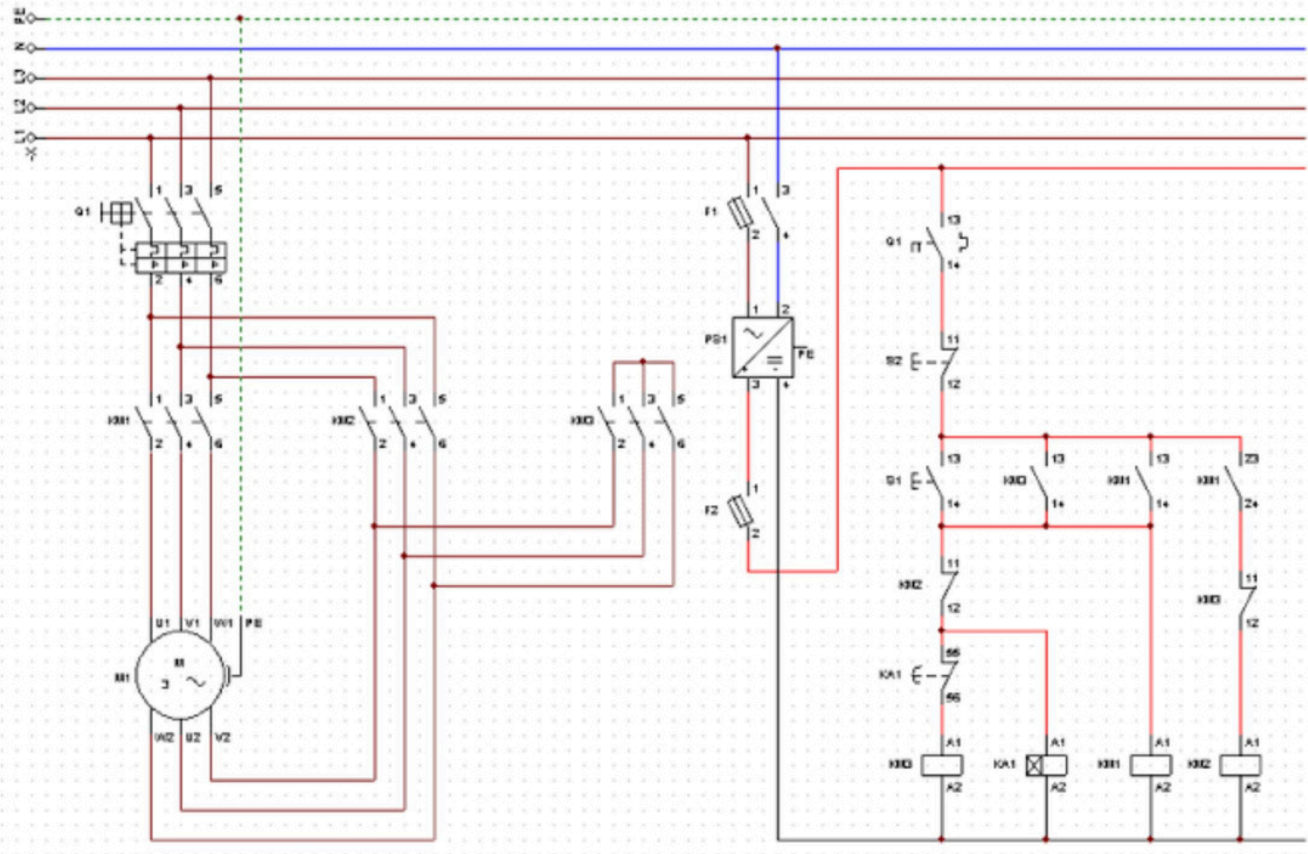 PE
N
L3
L2
L1
1 3 5
Q1
2 4 6
1 3 5
KM1
2 4 6
1 3 5
KM2
2 4 6
1 3 5
KM3
2 4 6
U1 V1 W1 PE
M
3
M1
W2 U2 V2
1 3
F1
2 4
1 2
PS1
PE
3 4
1
F2
2
13
Q1
14
11
S2
12
13 13 13 23
S1 KM3 KM1 KM1
14 14 14 24
11
KM2
12
11
KM3
12
55
KA1
56
A1 A1 A1 A1
KM3 KA1 KM1 KM2
A2 A2 A2 A2